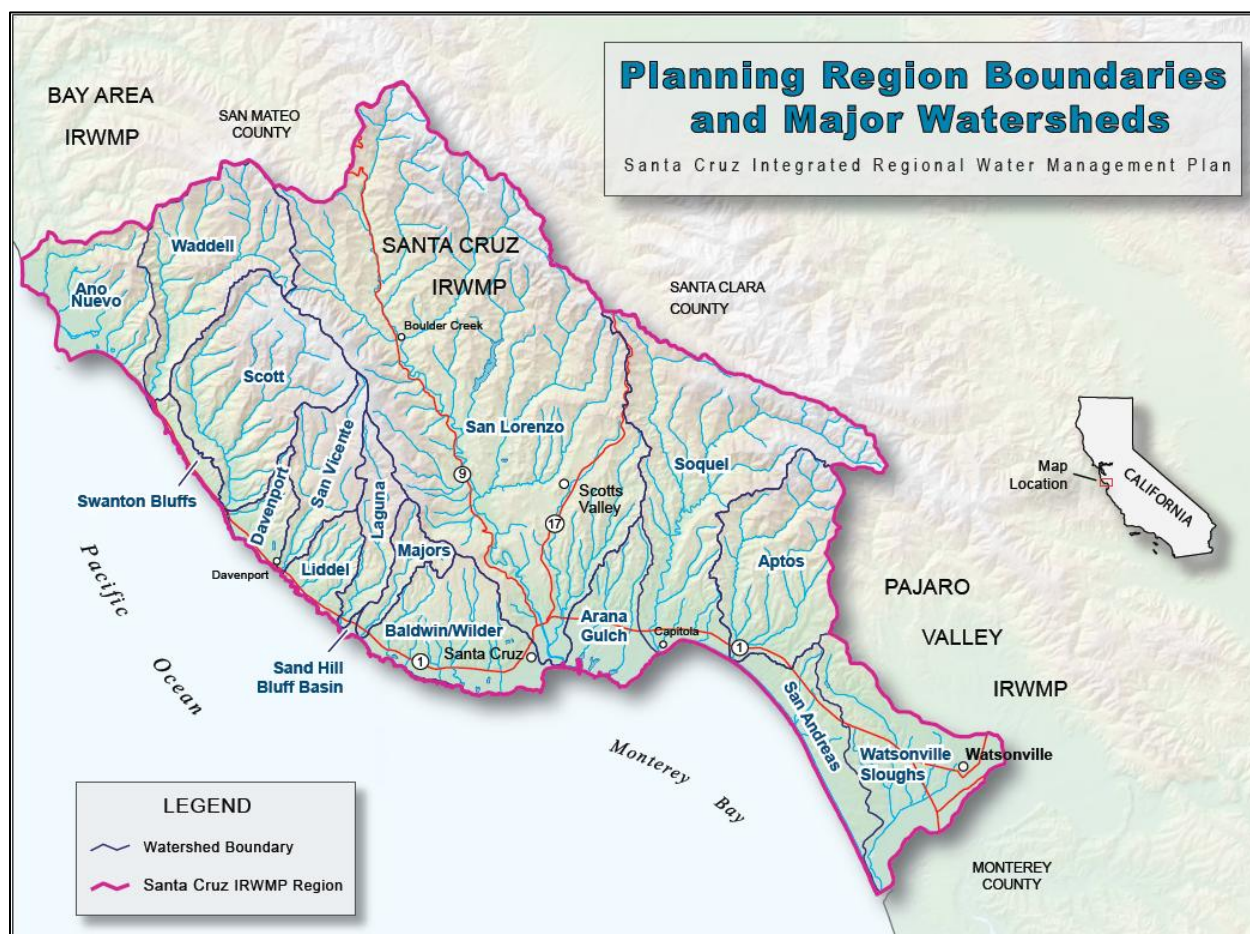 Planning Region Boundaries
and Major Watersheds
Santa Cruz Integrated Regional Water Management Plan
BAY AREA
IRWMP
SAN MATEO
COUNTY
SANTA CRUZ
IRWMP
SANTA CLARA
COUNTY
Waddell
Ano
Nuevo
Boulder Creek
Scott
San Lorenzo
Soquel
Swanton Bluffs
Davenport
San Vicente
Laguna
9
Scotts
Valley
17
Majors
Liddel
Davenport
Aptos
Arana
Gulch
Capitola
Baldwin/Wilder
Santa Cruz
1
1
Sand Hill
Bluff Basin
San Andreas
Watsonville
Sloughs
Watsonville
Map
Location
CALIFORNIA
PAJARO
VALLEY
IRWMP
MONTEREY
COUNTY
Pacific
Ocean
Monterey Bay
LEGEND
Watershed Boundary
Santa Cruz IRWMP Region